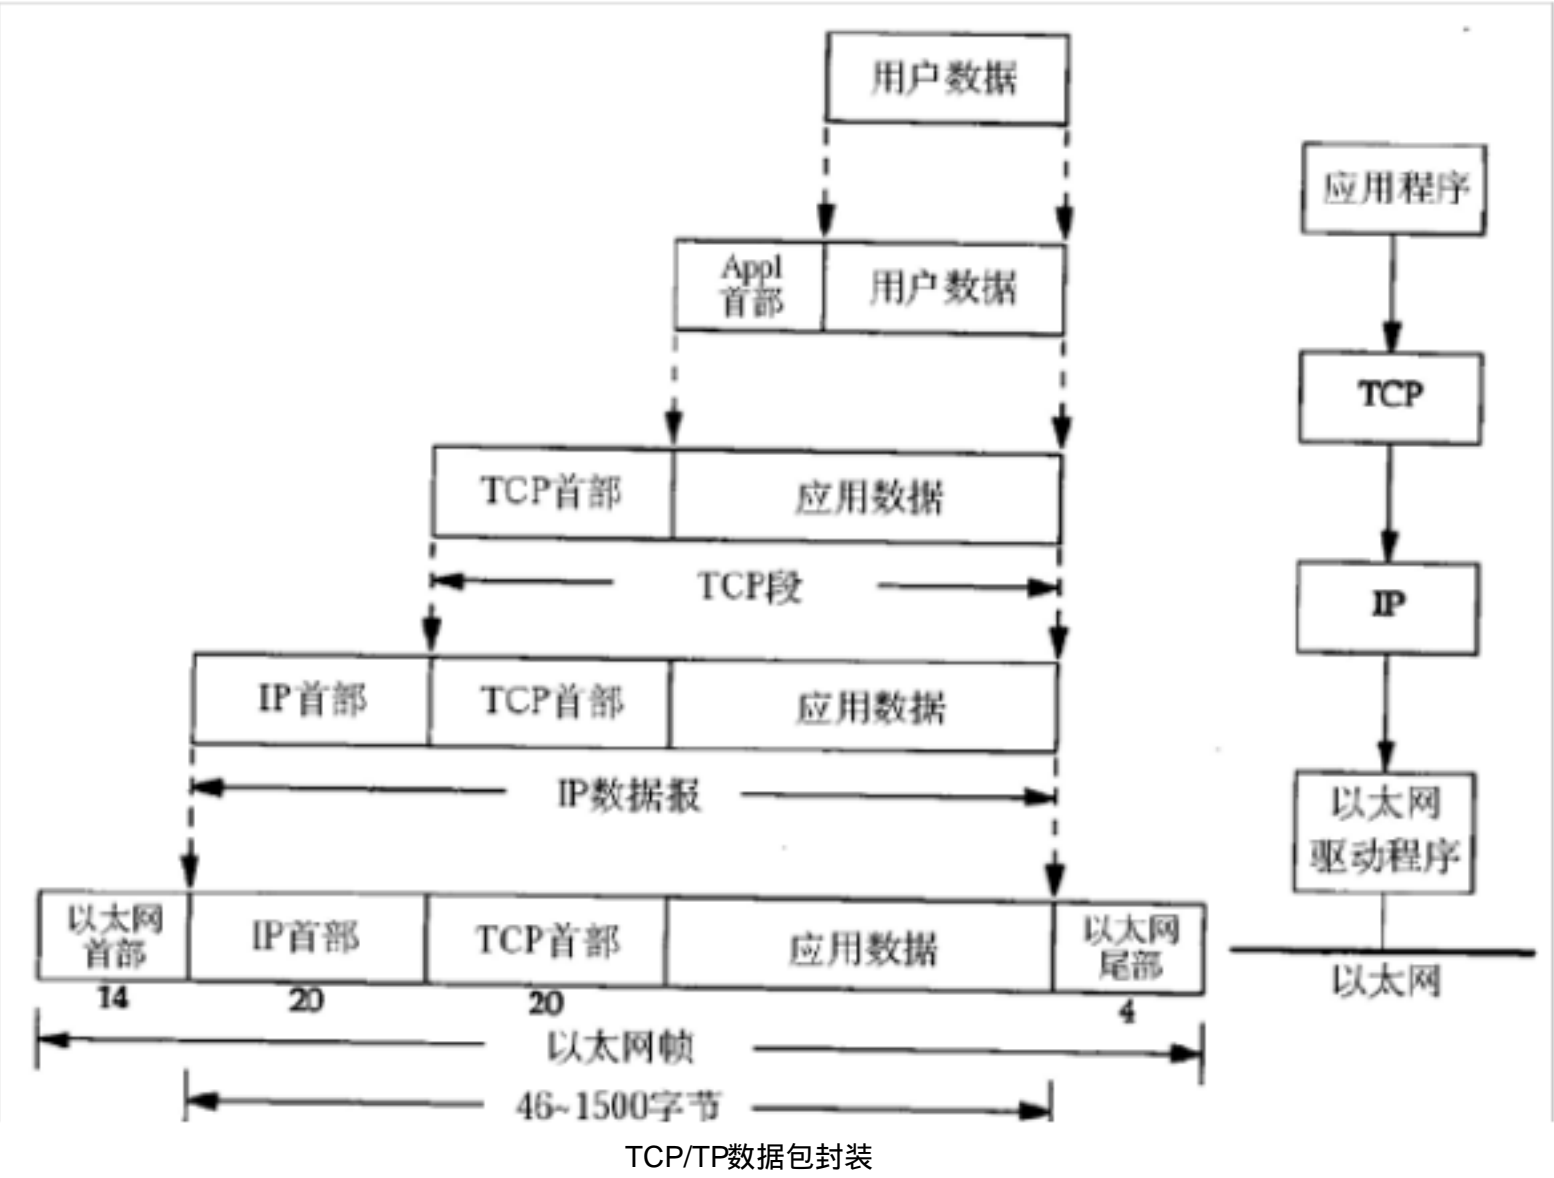 用户数据
应用程序
Appl
首部
用户数据
TCP
TCP首部
应用数据
TCP段
IP
IP首部
TCP首部
应用数据
IP数据报
以太网
驱动程序
以太网
首部
IP首部
TCP首部
应用数据
以太网
尾部
以太网
14
20
20
4
以太网帧
46~1500字节
TCP/TP数据包封装